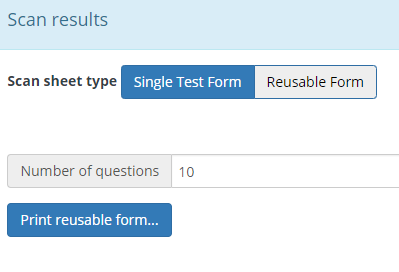 Scan results
Scan sheet type Single Test Form Reusable Form
Number of questions 10
Print reusable form...